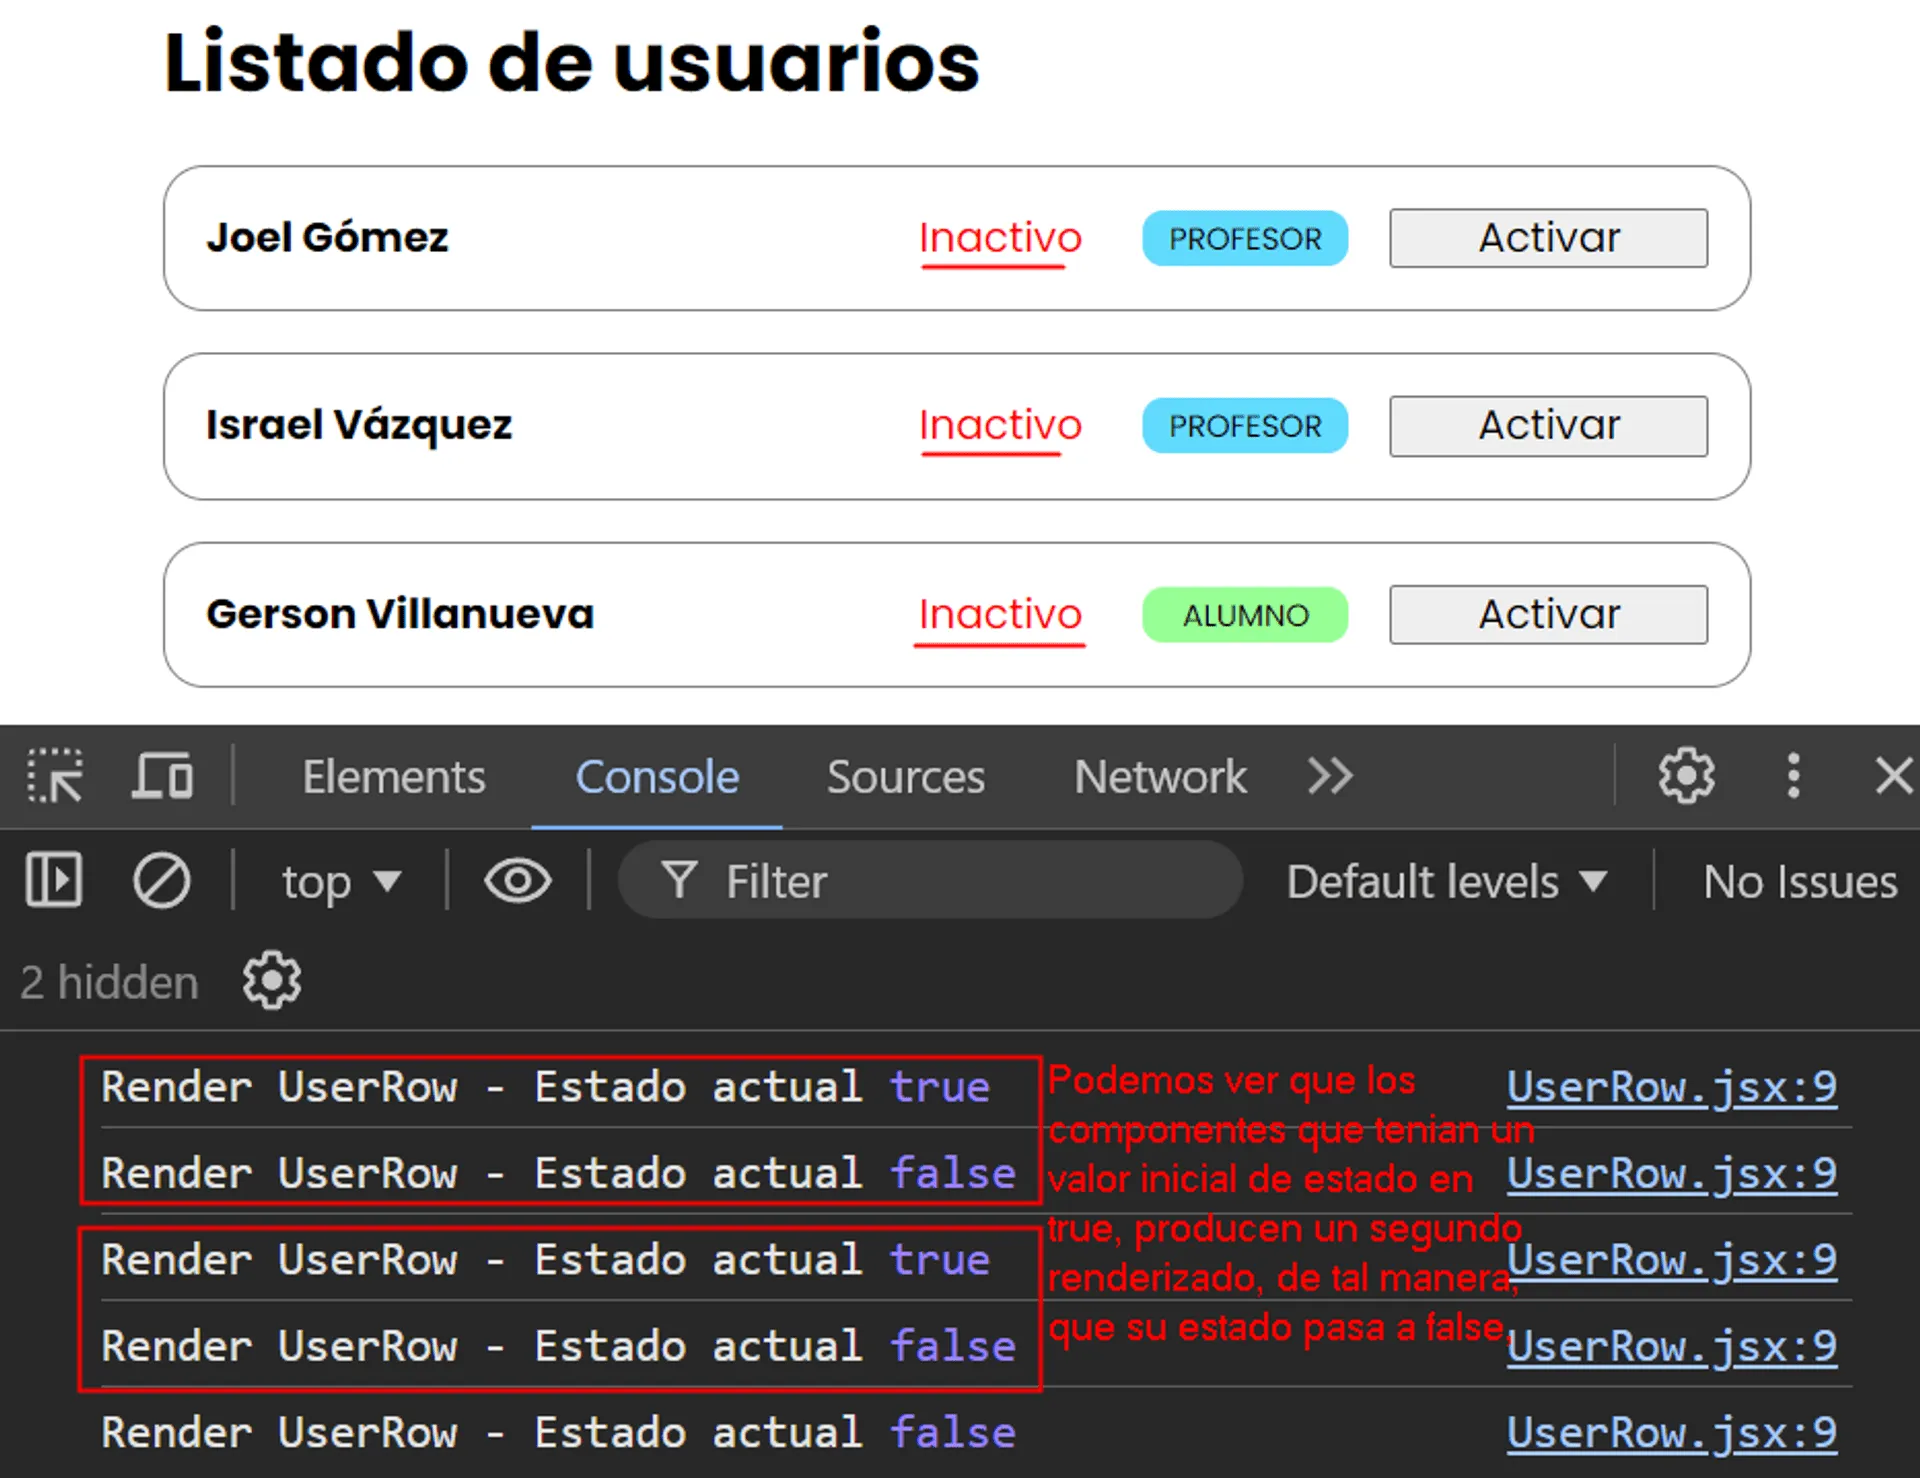 Listado de usuarios
Joel Gómez Inactivo PROFESOR Activar
Israel Vázquez Inactivo PROFESOR Activar
Gerson Villanueva Inactivo ALUMNO Activar
Elements Console Sources Network
top Filter Default levels No Issues
2 hidden
Render UserRow - Estado actual true UserRow.jsx:9
Render UserRow - Estado actual false UserRow.jsx:9
Render UserRow - Estado actual true UserRow.jsx:9
Render UserRow - Estado actual false UserRow.jsx:9
Render UserRow - Estado actual false UserRow.jsx:9
Podemos ver que los
componentes que tenian un
valor inicial de estado en
true, producen un segundo
renderizado, de tal manera,
que su estado pasa a false,